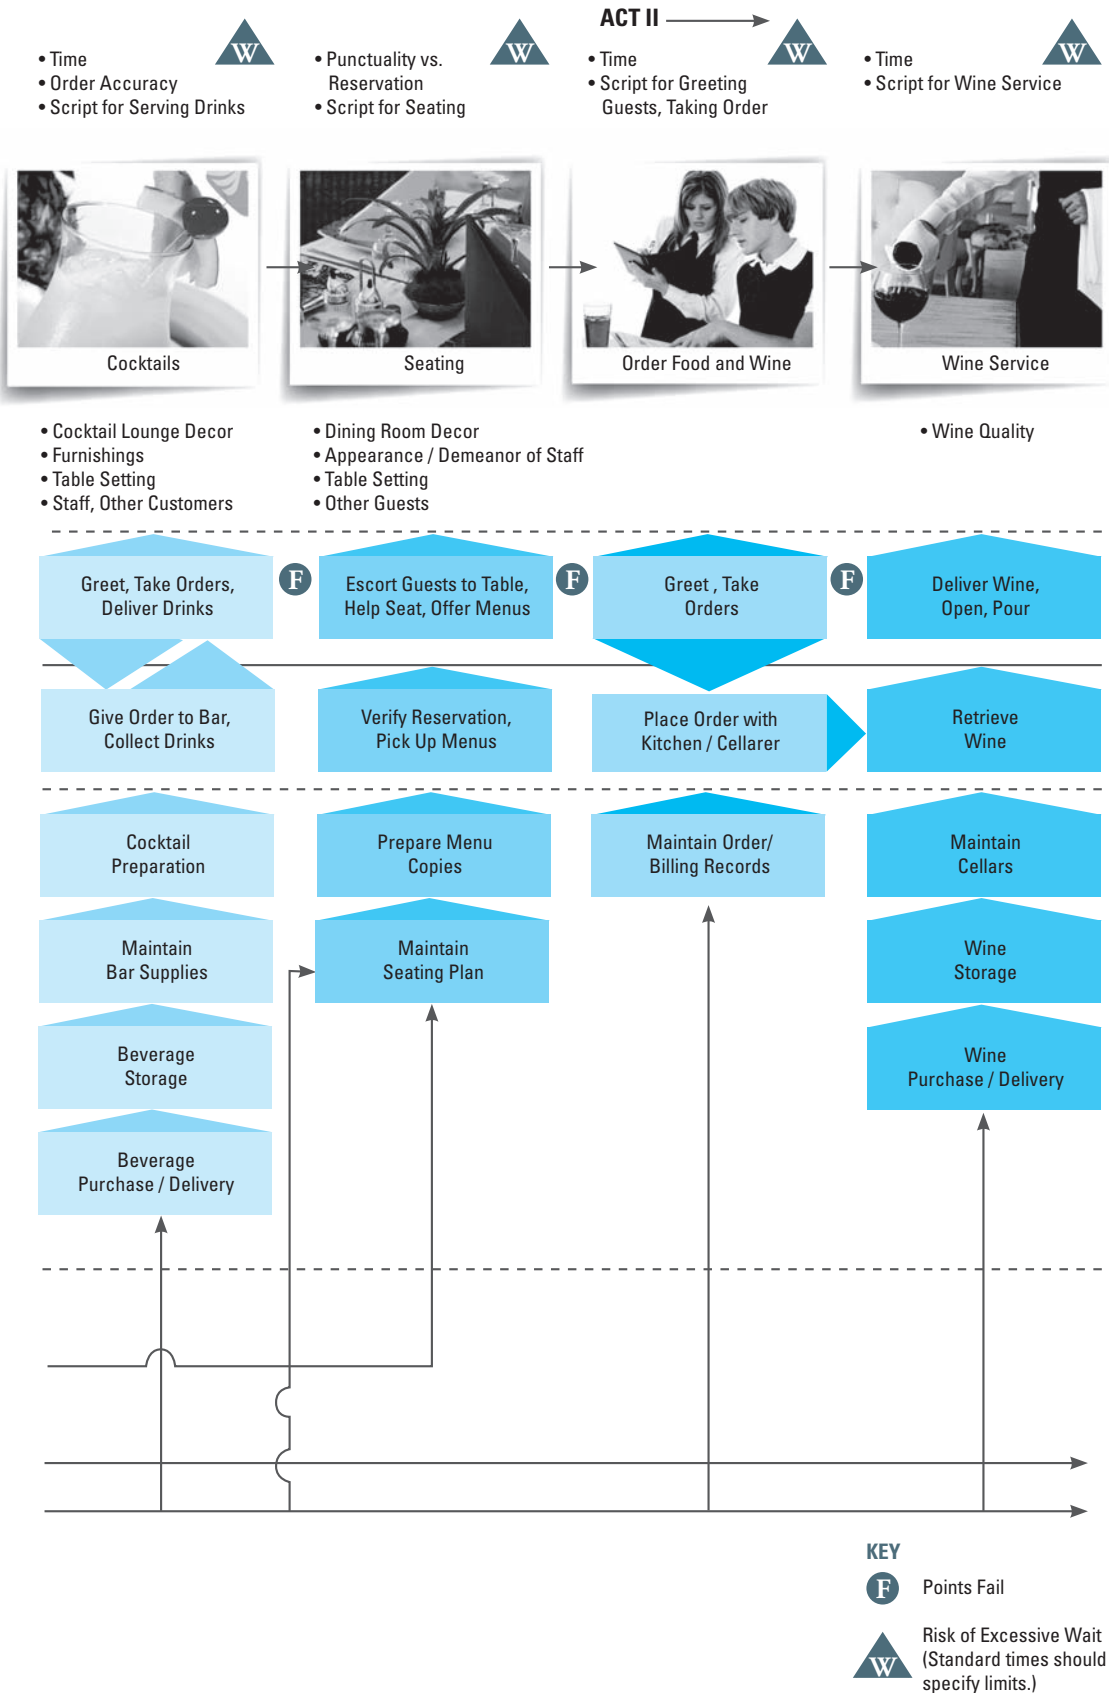 ACT II
W
W
W
W
• Time
• Order Accuracy
• Script for Serving Drinks
• Punctuality vs.
Reservation
• Script for Seating
• Time
• Script for Greeting
Guests, Taking Order
• Time
• Script for Wine Service
Cocktails
Seating
Order Food and Wine
Wine Service
• Cocktail Lounge Decor
• Furnishings
• Table Setting
• Staff, Other Customers
• Dining Room Decor
• Appearance / Demeanor of Staff
• Table Setting
• Other Guests
• Wine Quality
Greet, Take Orders,
Deliver Drinks
F
Escort Guests to Table,
Help Seat, Offer Menus
F
Greet , Take
Orders
F
Deliver Wine,
Open, Pour
Give Order to Bar,
Collect Drinks
Verify Reservation,
Pick Up Menus
Place Order with
Kitchen / Cellarer
Retrieve
Wine
Cocktail
Preparation
Prepare Menu
Copies
Maintain Order/
Billing Records
Maintain
Cellars
Maintain
Bar Supplies
Maintain
Seating Plan
Wine
Storage
Beverage
Storage
Wine
Purchase / Delivery
Beverage
Purchase / Delivery
KEY
F
Points Fail
W
Risk of Excessive Wait
(Standard times should
specify limits.)